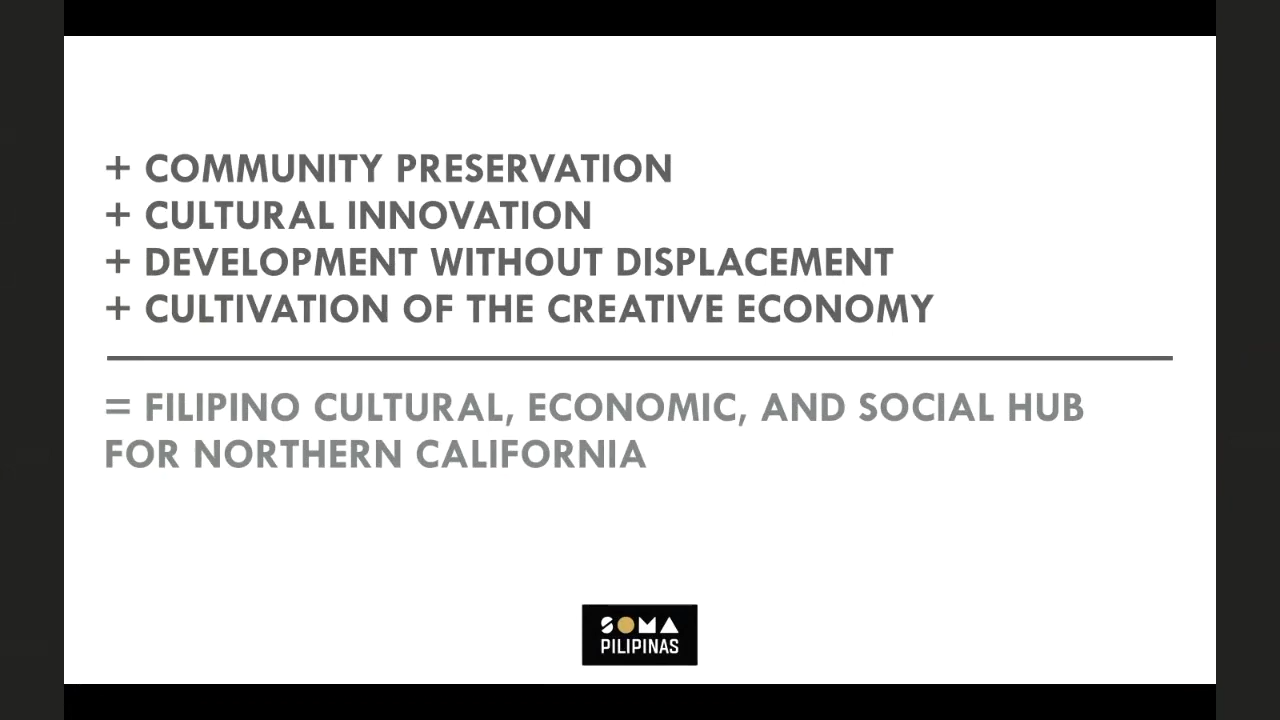 + COMMUNITY PRESERVATION
+ CULTURAL INNOVATION
+ DEVELOPMENT WITHOUT DISPLACEMENT
+ CULTIVATION OF THE CREATIVE ECONOMY
= FILIPINO CULTURAL, ECONOMIC, AND SOCIAL HUB
FOR NORTHERN CALIFORNIA
SOMA
PILIPINAS